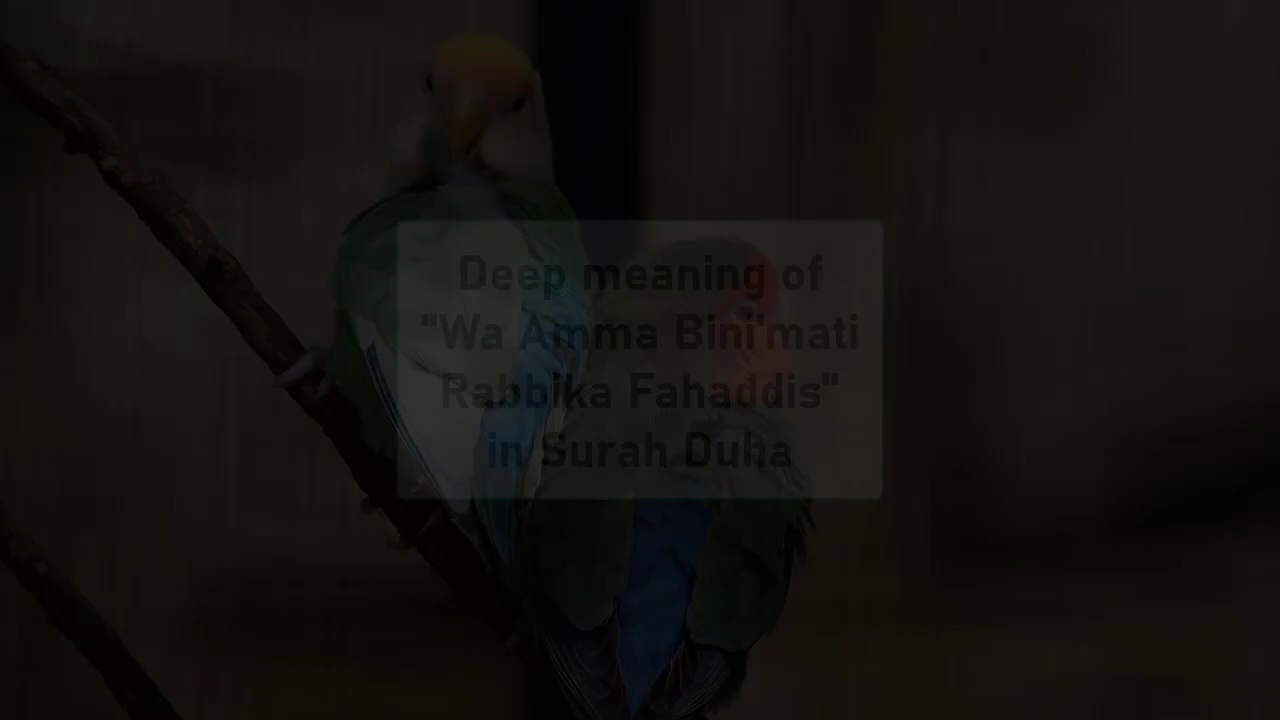 Deep meaning of
"Wa Amma Bini'mati
Rabbika Fahaddis"
in Surah Duha